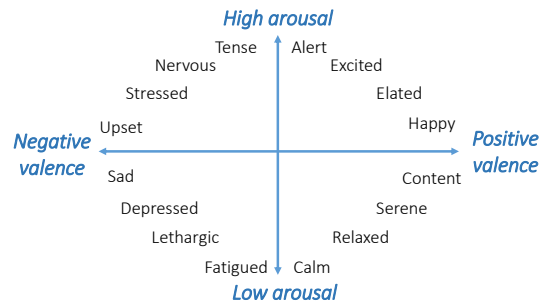 High arousal
Tense
Alert
Nervous
Excited
Stressed
Elated
Upset
Happy
Negative
valence
Positive
valence
Sad
Content
Depressed
Serene
Lethargic
Relaxed
Fatigued
Calm
Low arousal